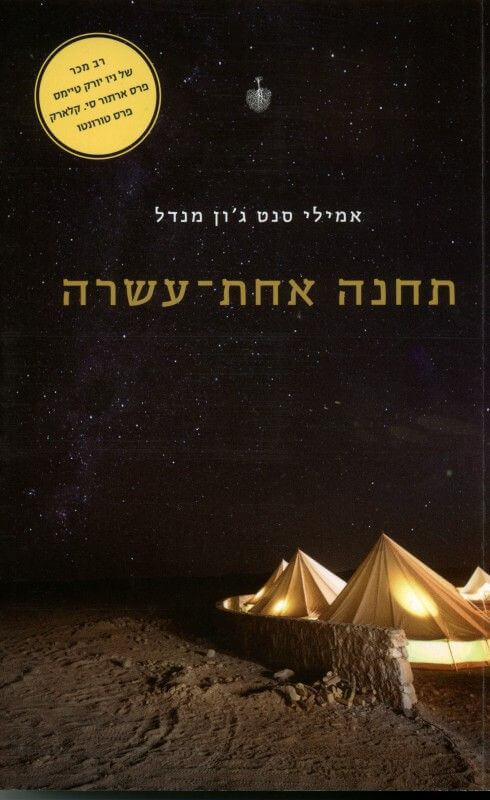 רב מכר
של ניו יורק טיימס
פרס ארתור סי. קלארק
פרס טורונטו
אמילי סנט ג'ון מנדל
תחנה אחת־עשרה